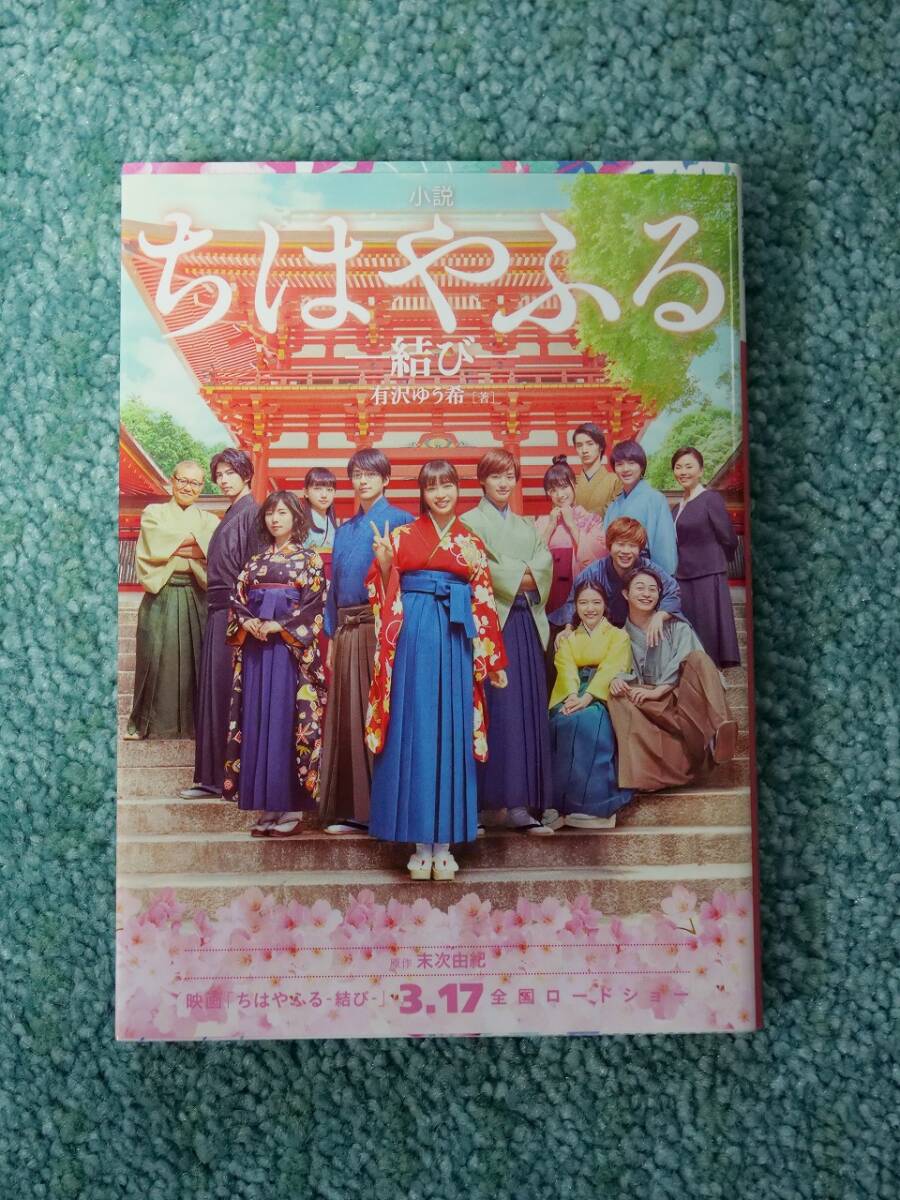 小説
ちはやふる
結び
有沢ゆう希[著]
原作 末次由紀
映画「ちはやふる-結び-」3.17全国ロードショー